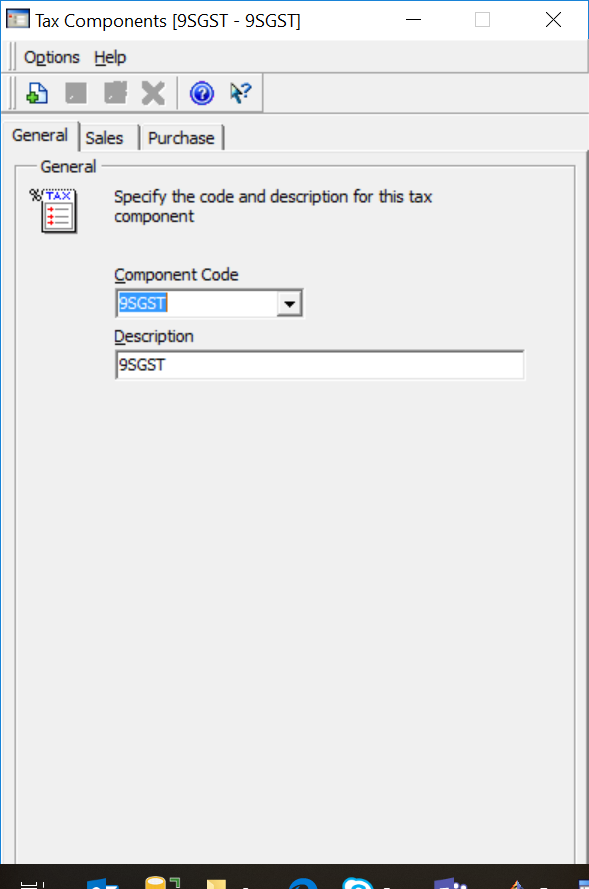 Tax Components [9SGST - 9SGST]
Options Help
General Sales Purchase
General
%
TAX
Specify the code and description for this tax
component
Component Code
9SGST
Description
9SGST